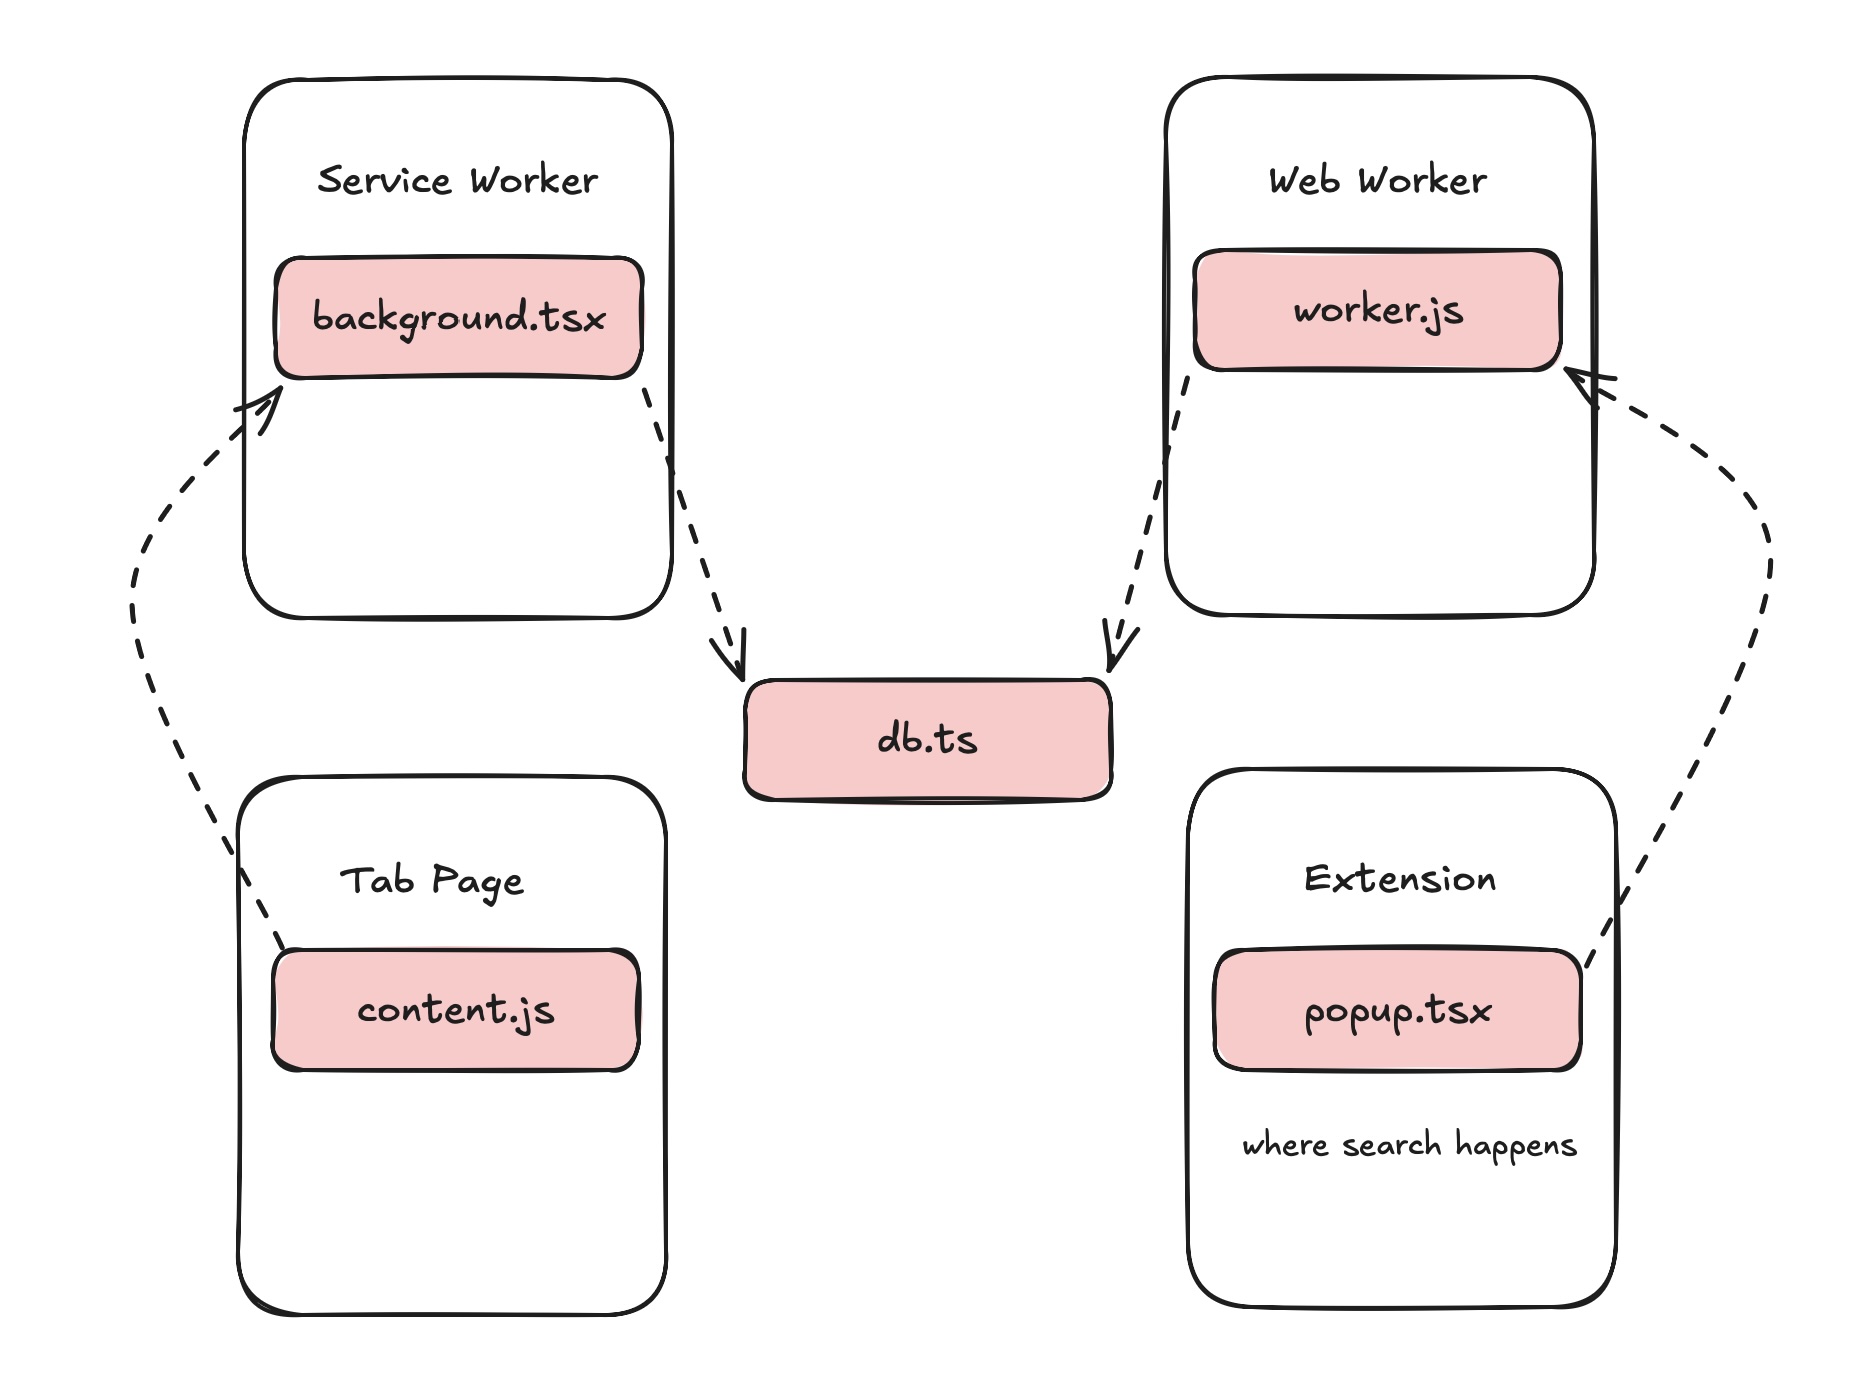 Service Worker
background.tsx
Web Worker
worker.js
db.ts
Tab Page
content.js
Extension
popup.tsx
where search happens